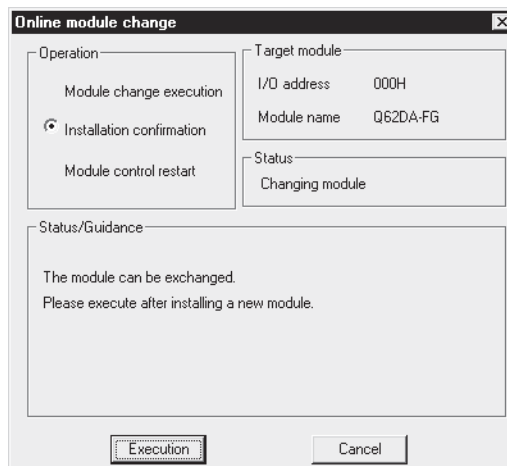 Online module change
Operation
Module change execution
Installation confirmation
Module control restart
Target module
I/O address 000H
Module name Q62DA-FG
Status
Changing module
Status/Guidance
The module can be exchanged.
Please execute after installing a new module.
Execution
Cancel